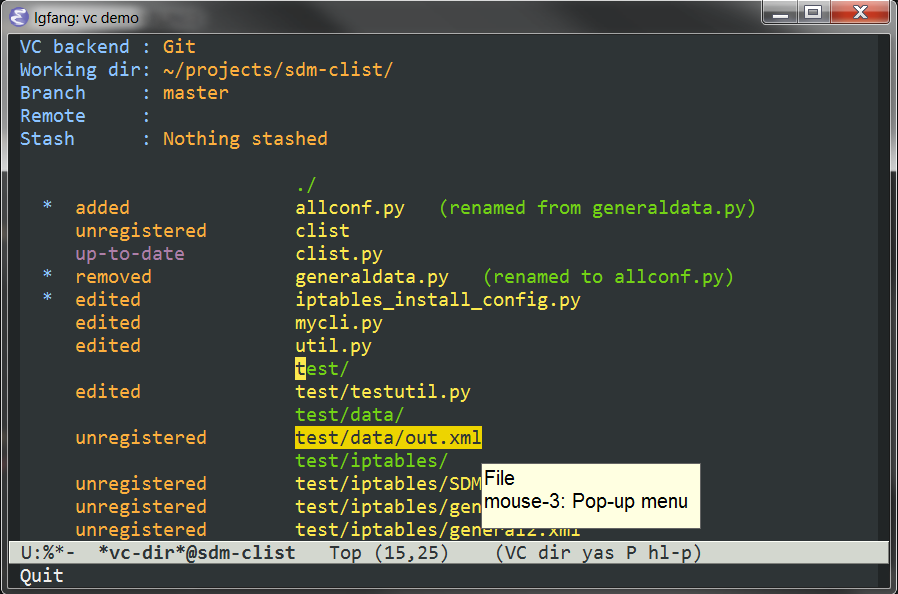 lgfang: vc demo
VC backend : Git
Working dir: ~/projects/sdm-clist/
Branch     : master
Remote     :
Stash      : Nothing stashed
./
* added allconf.py (renamed from generaldata.py)
unregistered clist
up-to-date clist.py
* removed generaldata.py (renamed to allconf.py)
* edited iptables_install_config.py
edited mycli.py
edited util.py
test/
edited test/testutil.py
test/data/
unregistered test/data/out.xml
test/iptables/
unregistered test/iptables/SDM
unregistered test/iptables/gen
unregistered test/iptables/general2.xml
File
mouse-3: Pop-up menu
U:%*- *vc-dir*@sdm-clist Top (15,25) (VC dir yas P hl-p)
Quit